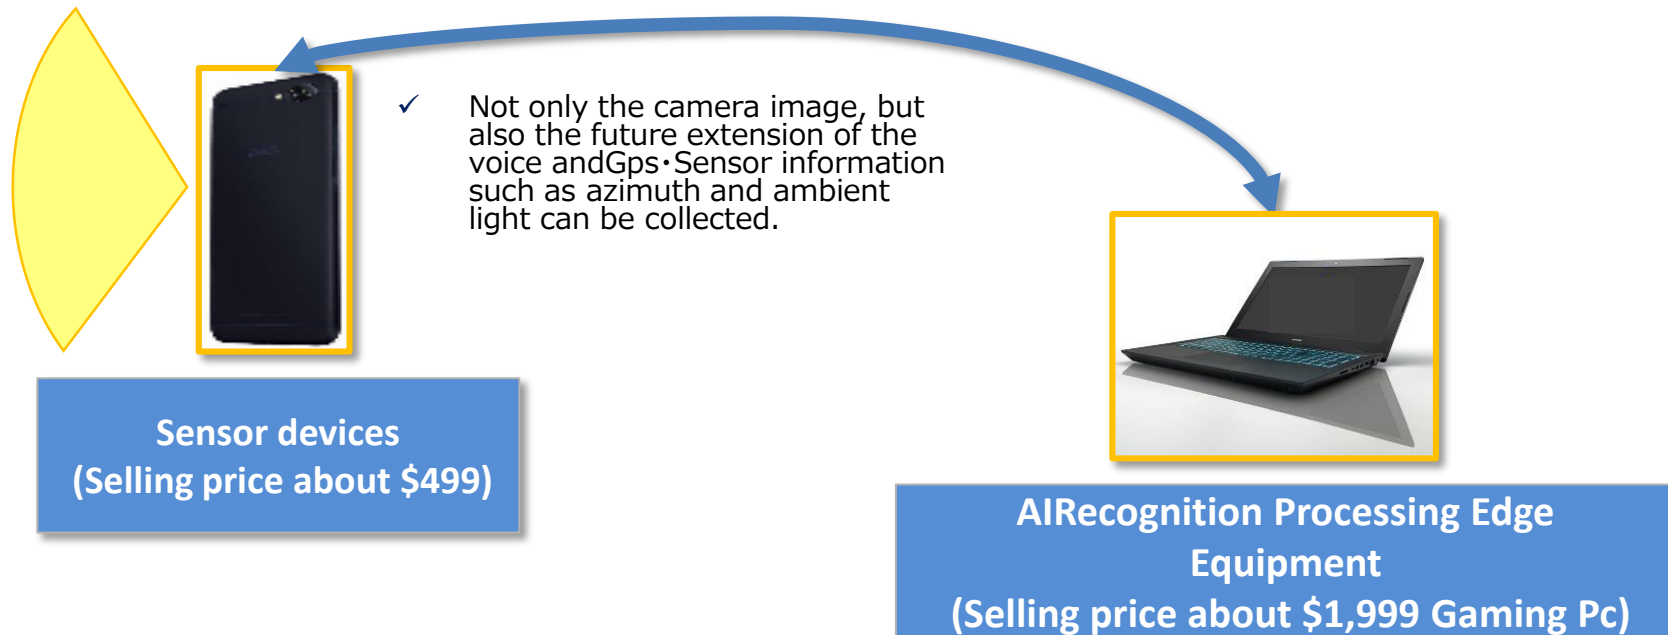 ✓ Not only the camera image, but
also the future extension of the
voice andGps・Sensor information
such as azimuth and ambient
light can be collected.
Sensor devices
(Selling price about $499)
AIRecognition Processing Edge
Equipment
(Selling price about $1,999 Gaming Pc)